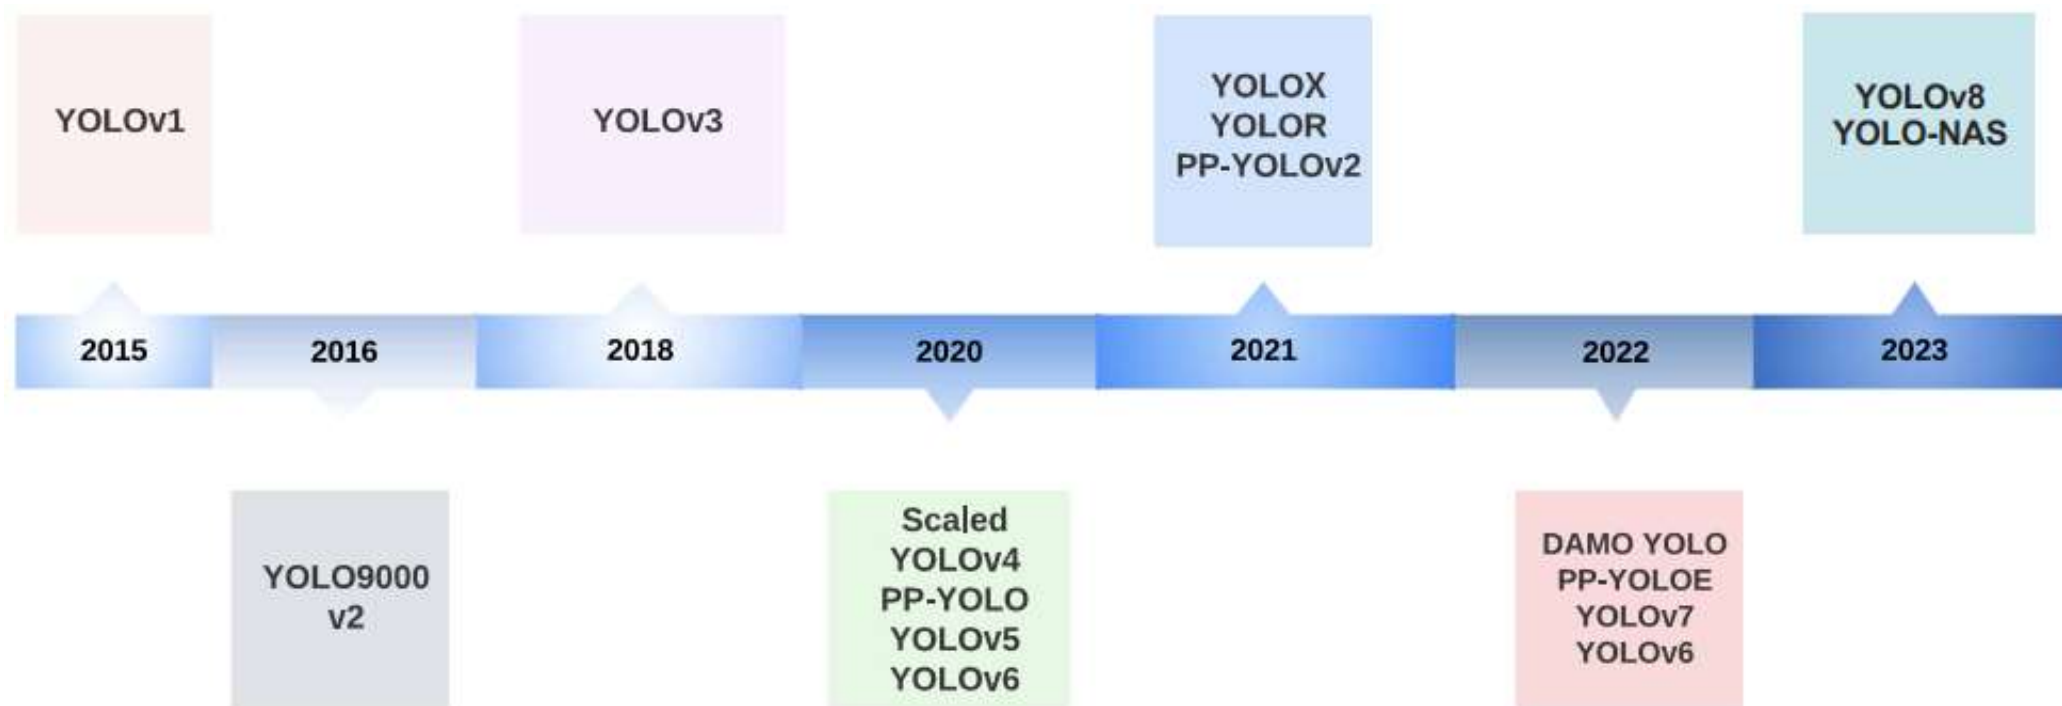 YOLOv1
YOLOv3
YOLOX
YOLOR
PP-YOLOv2
YOLOv8
YOLO-NAS
2015
2016
2018
2020
2021
2022
2023
YOLO9000
v2
Scaled
YOLOv4
PP-YOLO
YOLOv5
YOLOv6
DAMO YOLO
PP-YOLOE
YOLOv7
YOLOv6